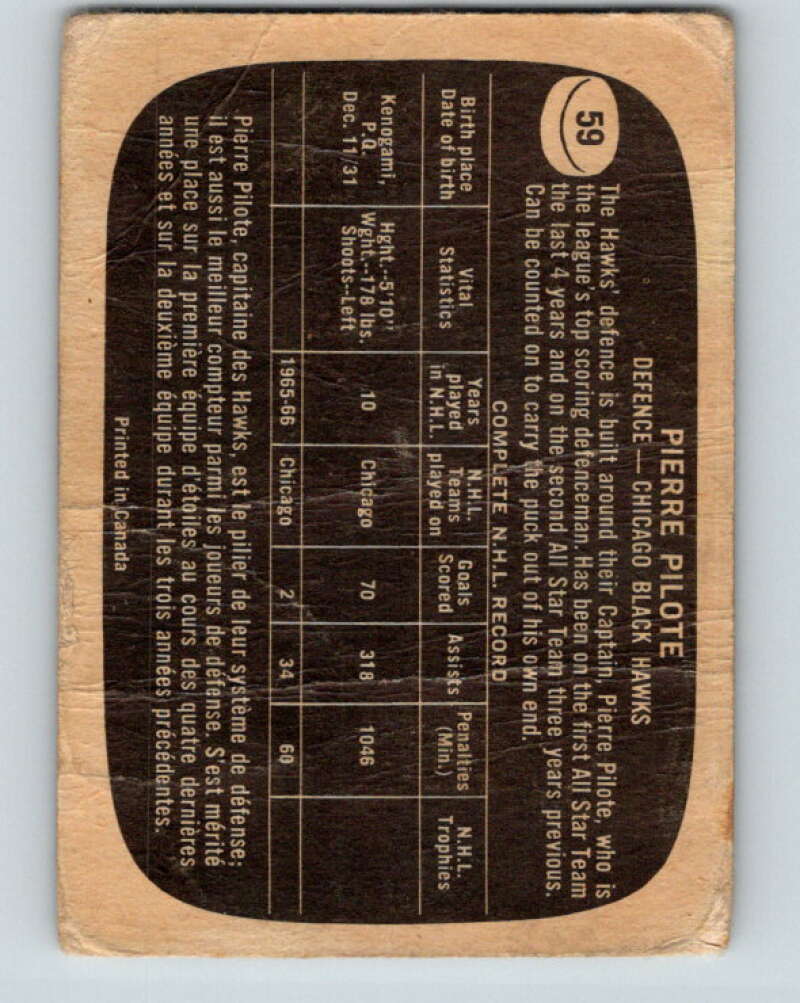 59
PIERRE PILOTE
DEFENCE — CHICAGO BLACK HAWKS
The Hawks' defence is built around their Captain, Pierre Pilote, who is
the league's top scoring defenceman. Has been on the first All Star Team
the last 4 years and on the second All Star Team three years previous.
Can be counted on to carry the puck out of his own end.
COMPLETE N.H.L. RECORD
Birth place Vital Years N.H.L. Goals Assists Penalties N.H.L.
Date of birth Statistics played Teams Scored (Min.) Trophies
in N.H.L. played on
Kenogami, Hght.--5'10"
P.Q. Wght.--178 lbs. 10 Chicago 70 318 1046
Dec. 11/31 Shoots--Left
1965-66 Chicago 2 34 60
Pierre Pilote, capitaine des Hawks, est le pilier de leur système de défense;
il est aussi le meilleur compteur parmi les joueurs de défense. S'est mérité
une place sur la première équipe d'étoiles au cours des quatre dernières
années et sur la deuxième équipe durant les trois années précédentes.
Printed in Canada